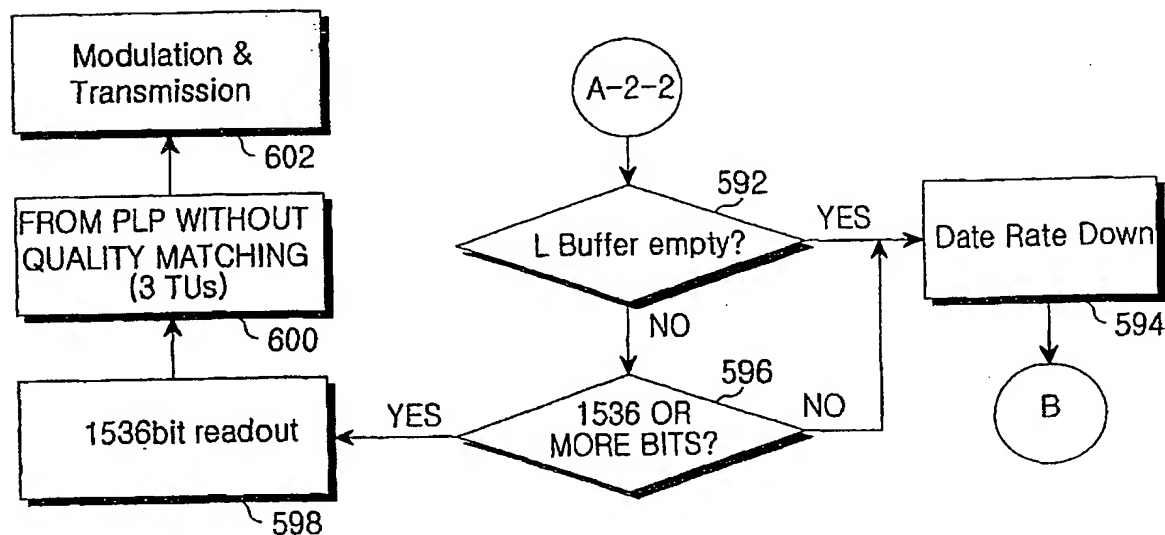 Modulation &
Transmission
602
FROM PLP WITHOUT
QUALITY MATCHING
(3 TUs)
600
1536bit readout
598
A-2-2
592
L Buffer empty?
YES
NO
596
1536 OR
MORE BITS?
YES
NO
Date Rate Down
594
B